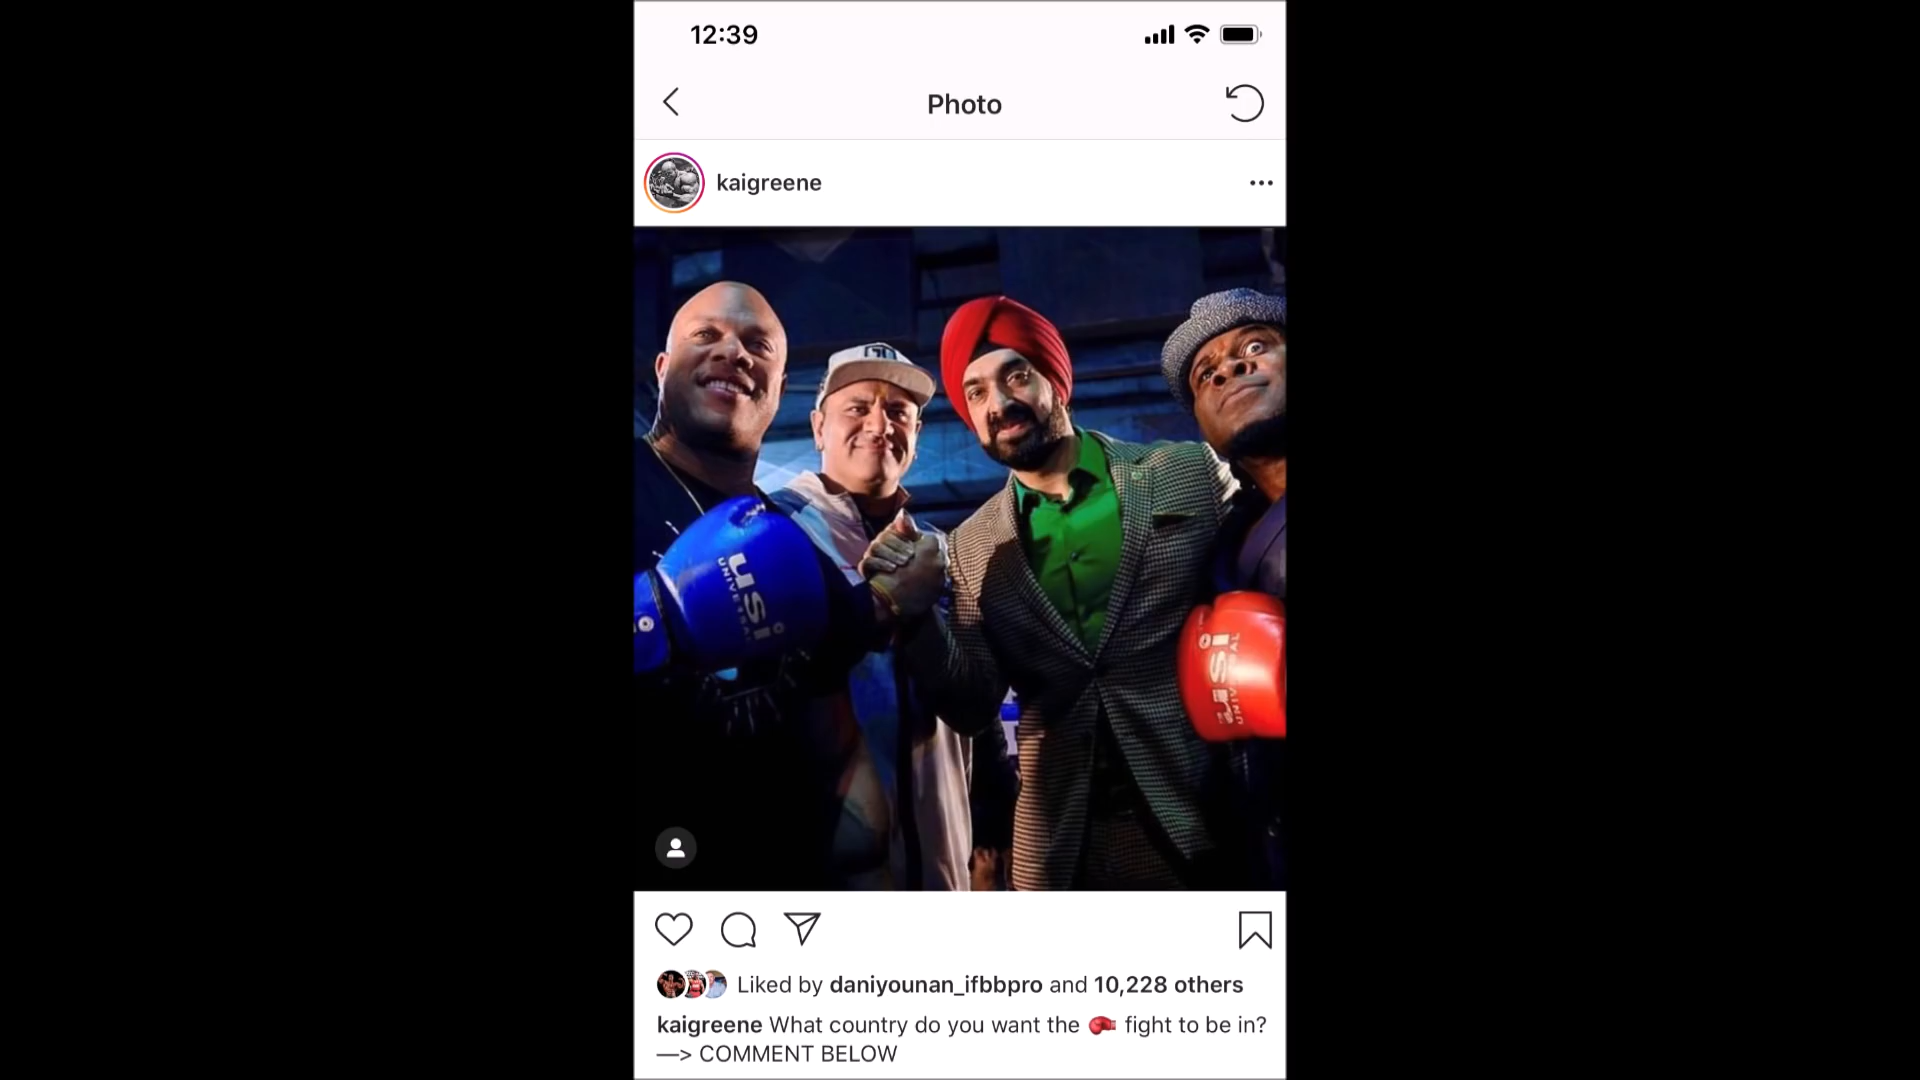 12:39
Photo
kaigreene
usi
UNIVERSAL
usi
UNIVERSAL
Liked by daniyounan_ifbbpro and 10,228 others
kaigreene What country do you want the 🥊 fight to be in?
—> COMMENT BELOW